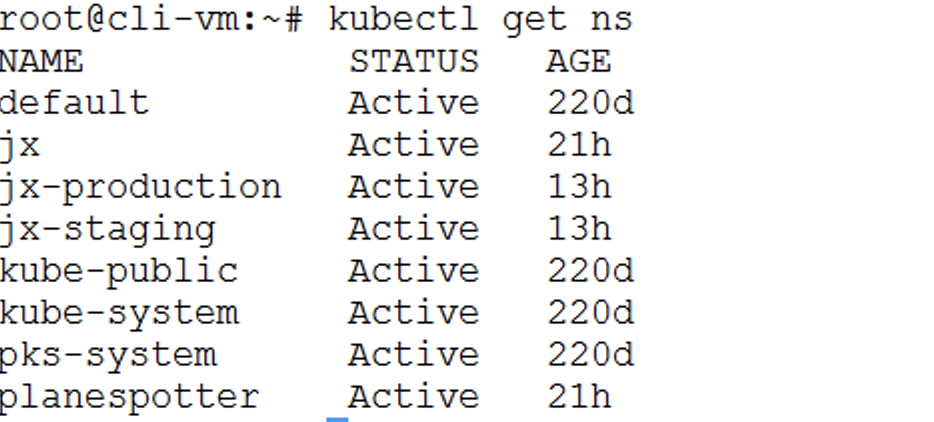 root@cli-vm:~# kubectl get ns
NAME STATUS AGE
default Active 220d
jx Active 21h
jx-production Active 13h
jx-staging Active 13h
kube-public Active 220d
kube-system Active 220d
pks-system Active 220d
planespotter Active 21h